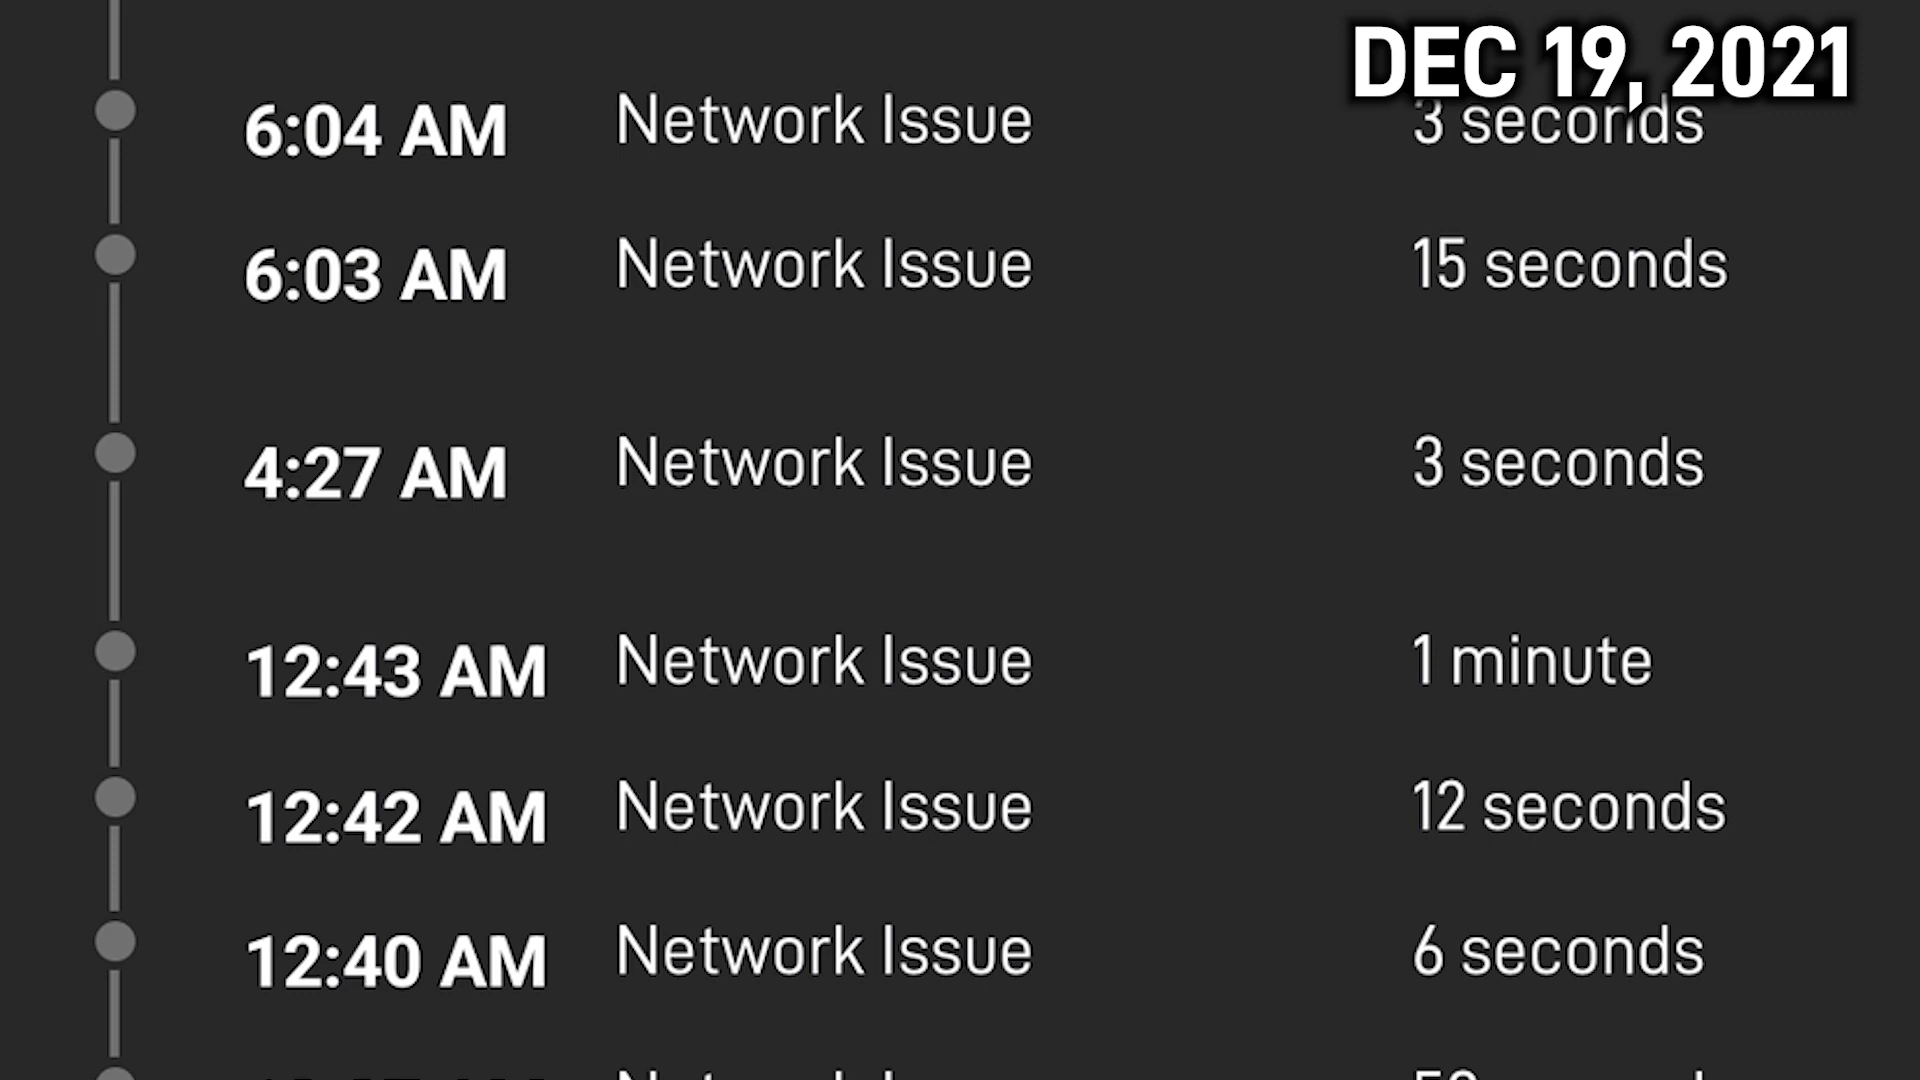 DEC 19, 2021
6:04 AM Network Issue 3 seconds
6:03 AM Network Issue 15 seconds
4:27 AM Network Issue 3 seconds
12:43 AM Network Issue 1 minute
12:42 AM Network Issue 12 seconds
12:40 AM Network Issue 6 seconds